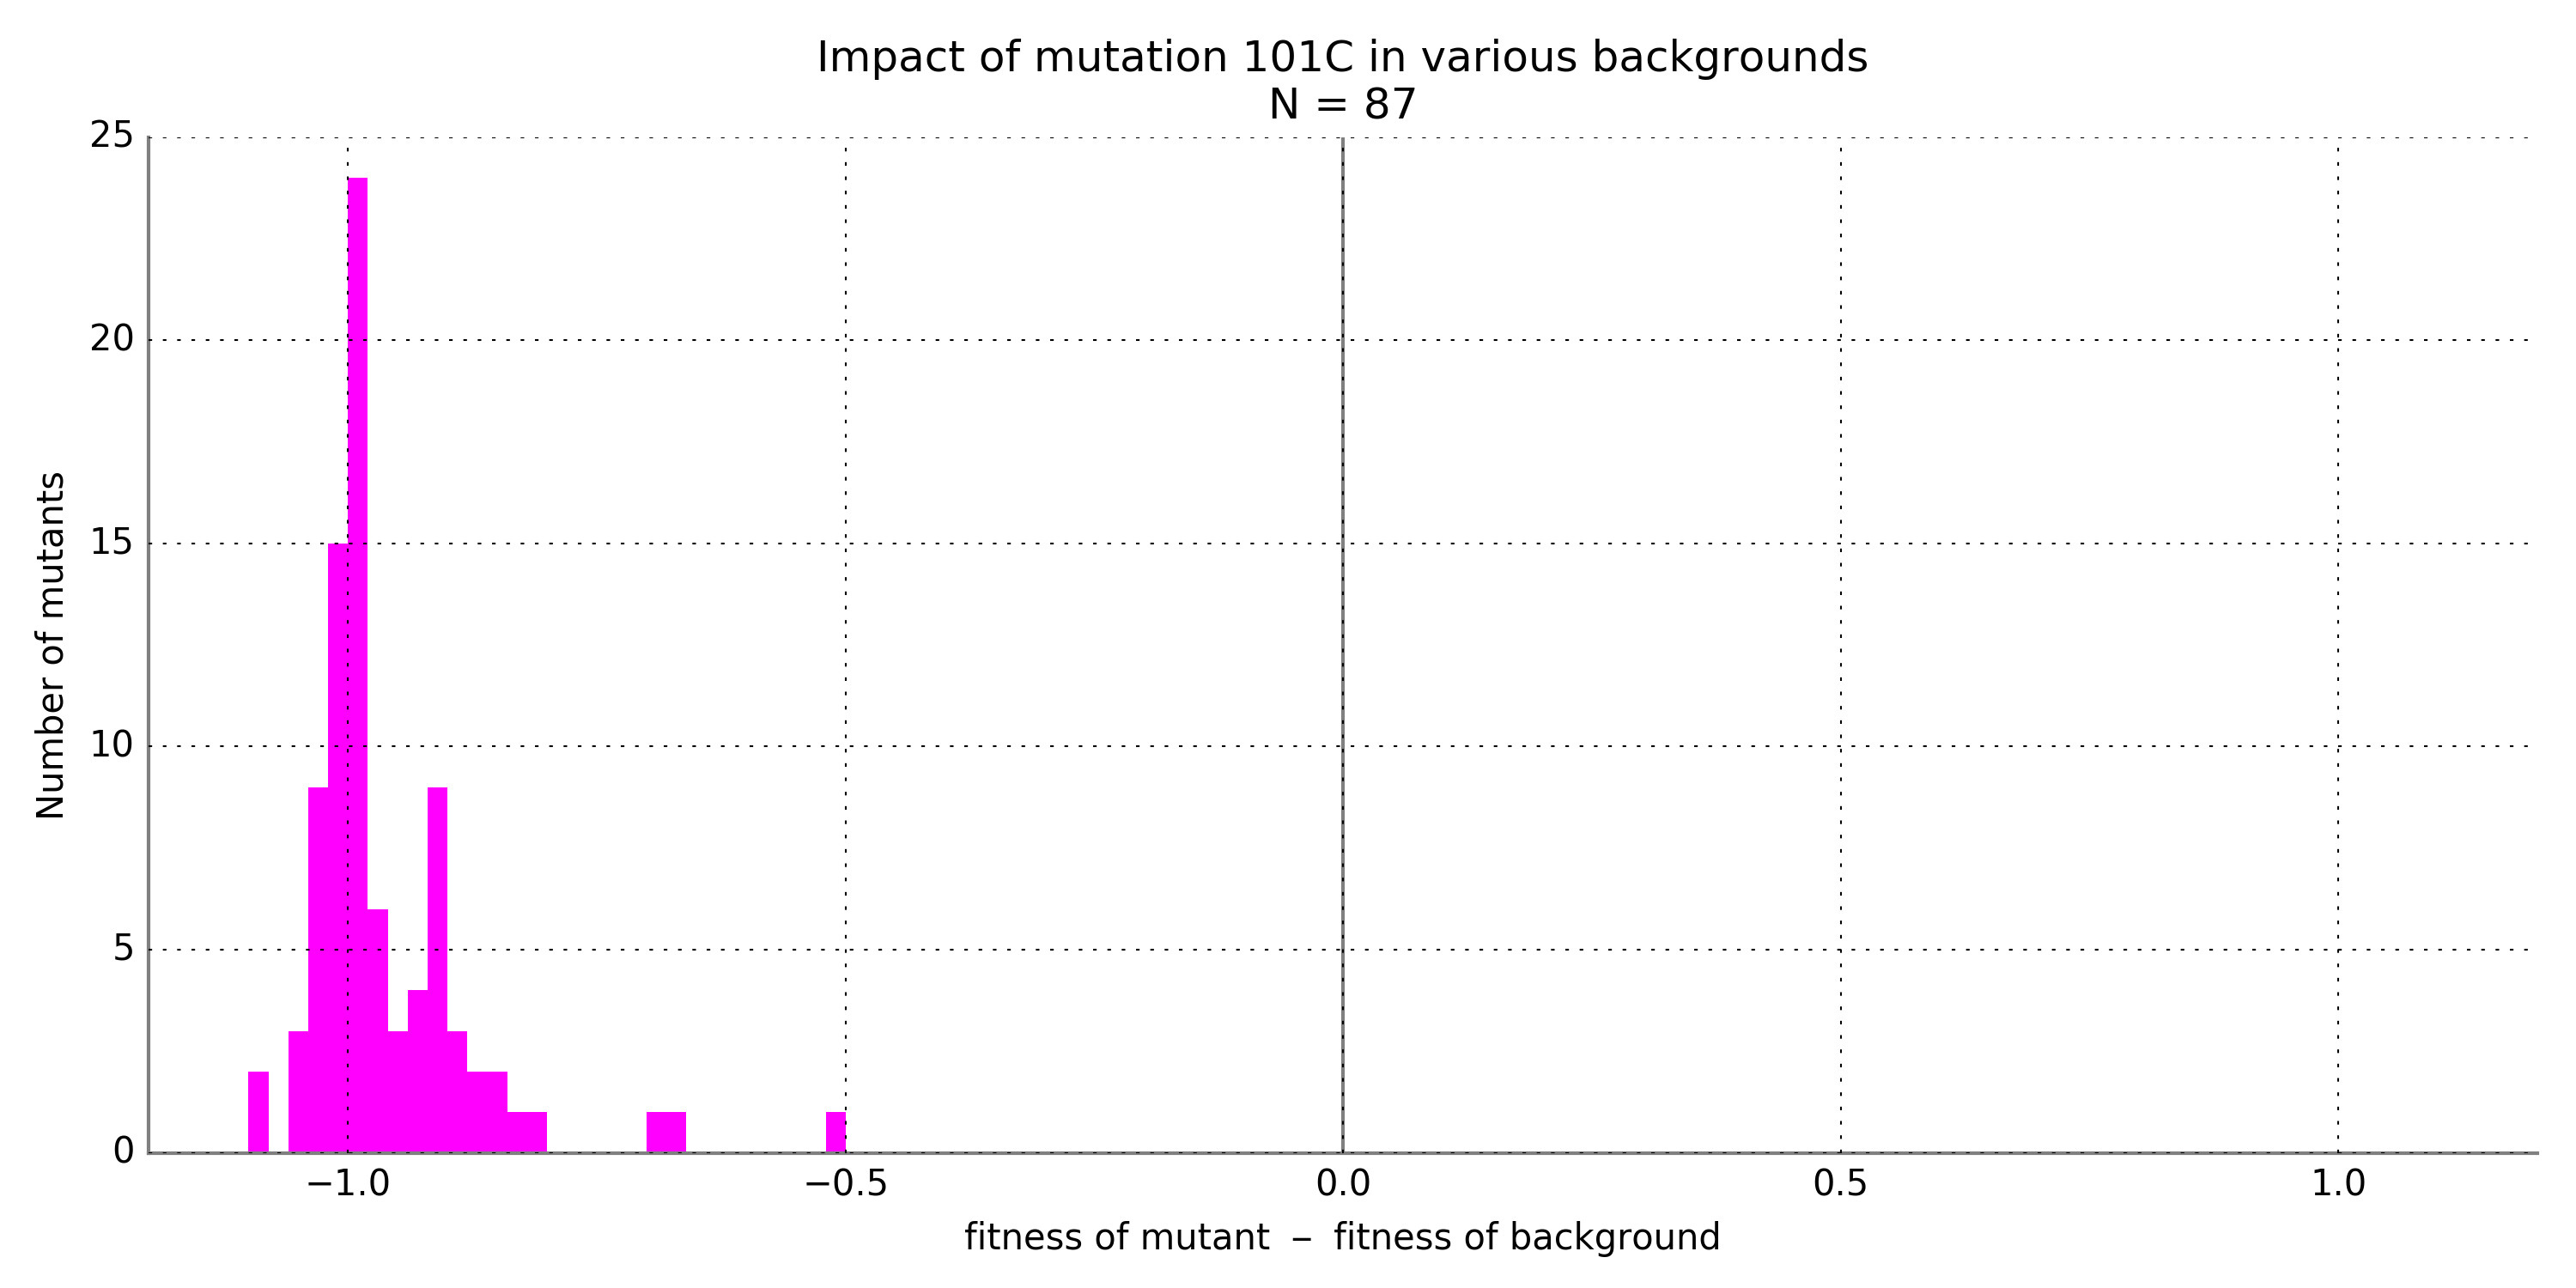 Impact of mutation 101C in various backgrounds
N = 87
25
20
15
10
5
0
Number of mutants
−1.0 −0.5 0.0 0.5 1.0
fitness of mutant – fitness of background